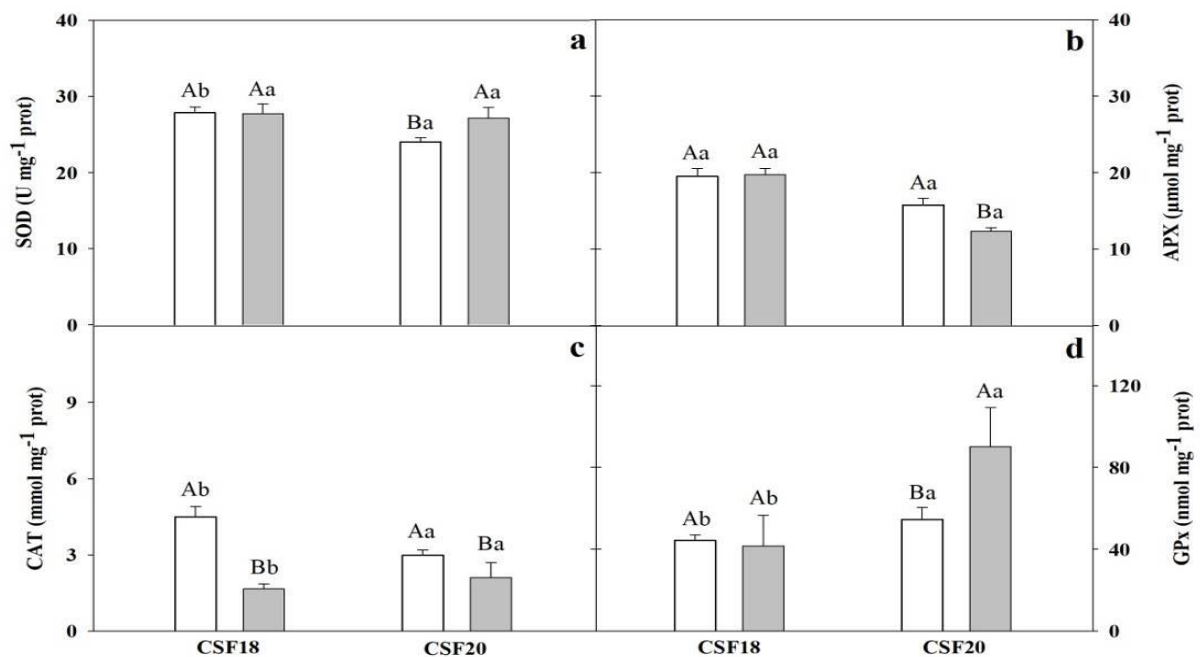 40
30
20
10
0
SOD (U mg-1 prot)
a
Ab
Aa
Ba
Aa
b
Aa
Aa
Aa
Ba
40
30
20
10
0
APX (µmol mg-1 prot)
9
6
3
0
CAT (mmol mg-1 prot)
c
Ab
Bb
Aa
Ba
CSF18
CSF20
d
Ab
Ab
Ba
Aa
CSF18
CSF20
120
80
40
0
GPx (nmol mg-1 prot)